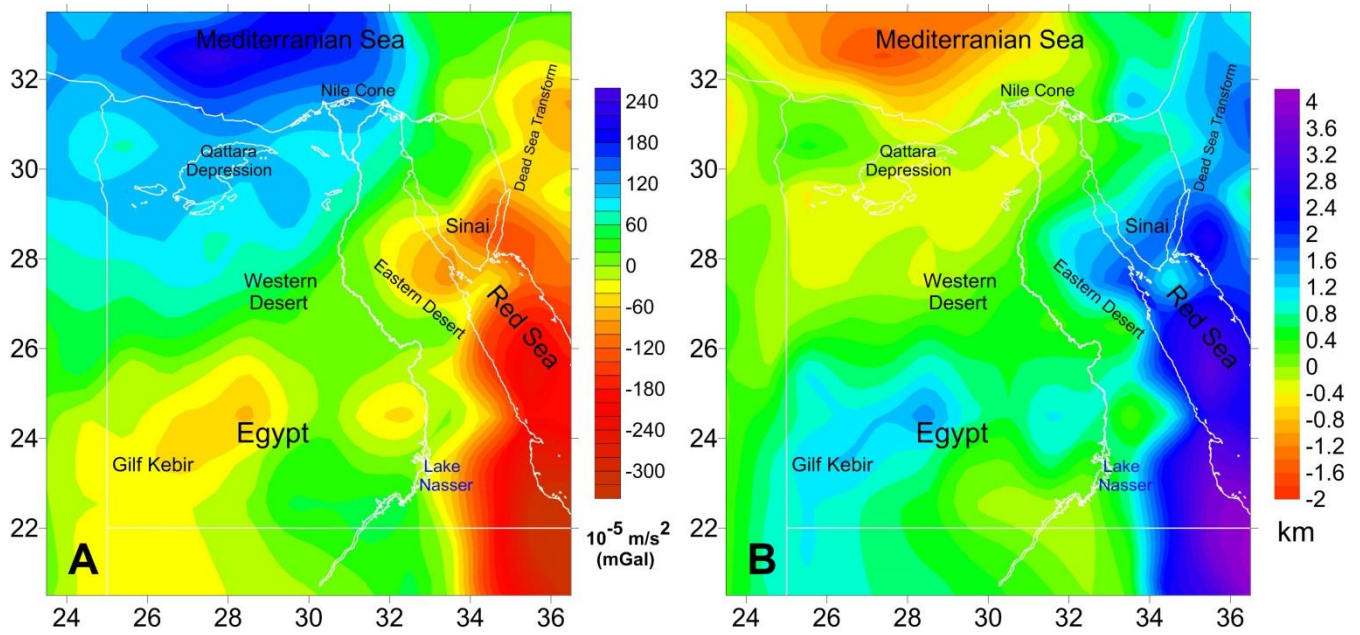 Mediterranian Sea
Nile Cone
Dead Sea Transform
Qattara
Depression
Sinai
Western
Desert
Eastern Desert
Red Sea
Egypt
Gilf Kebir
Lake
Nasser
A
32
30
28
26
24
22
24
26
28
30
32
34
36
240
180
120
60
0
-60
-120
-180
-240
-300
10⁻⁵ m/s²
(mGal)
Mediterranian Sea
Nile Cone
Dead Sea Transform
Qattara
Depression
Sinai
Western
Desert
Eastern Desert
Red Sea
Egypt
Gilf Kebir
Lake
Nasser
B
32
30
28
26
24
22
24
26
28
30
32
34
36
4
3.6
3.2
2.8
2.4
2
1.6
1.2
0.8
0.4
0
-0.4
-0.8
-1.2
-1.6
-2
km